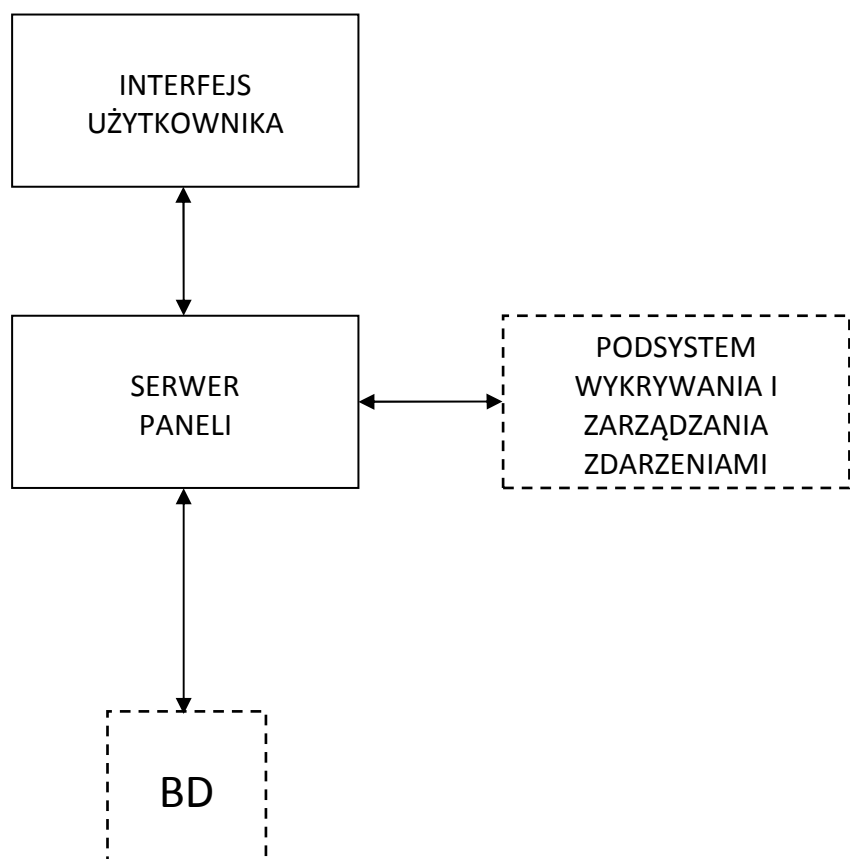 INTERFEJS
UŻYTKOWNIKA
SERWER
PANELI
PODSYSTEM
WYKRYWANIA I
ZARZĄDZANIA
ZDARZENIAMI
BD